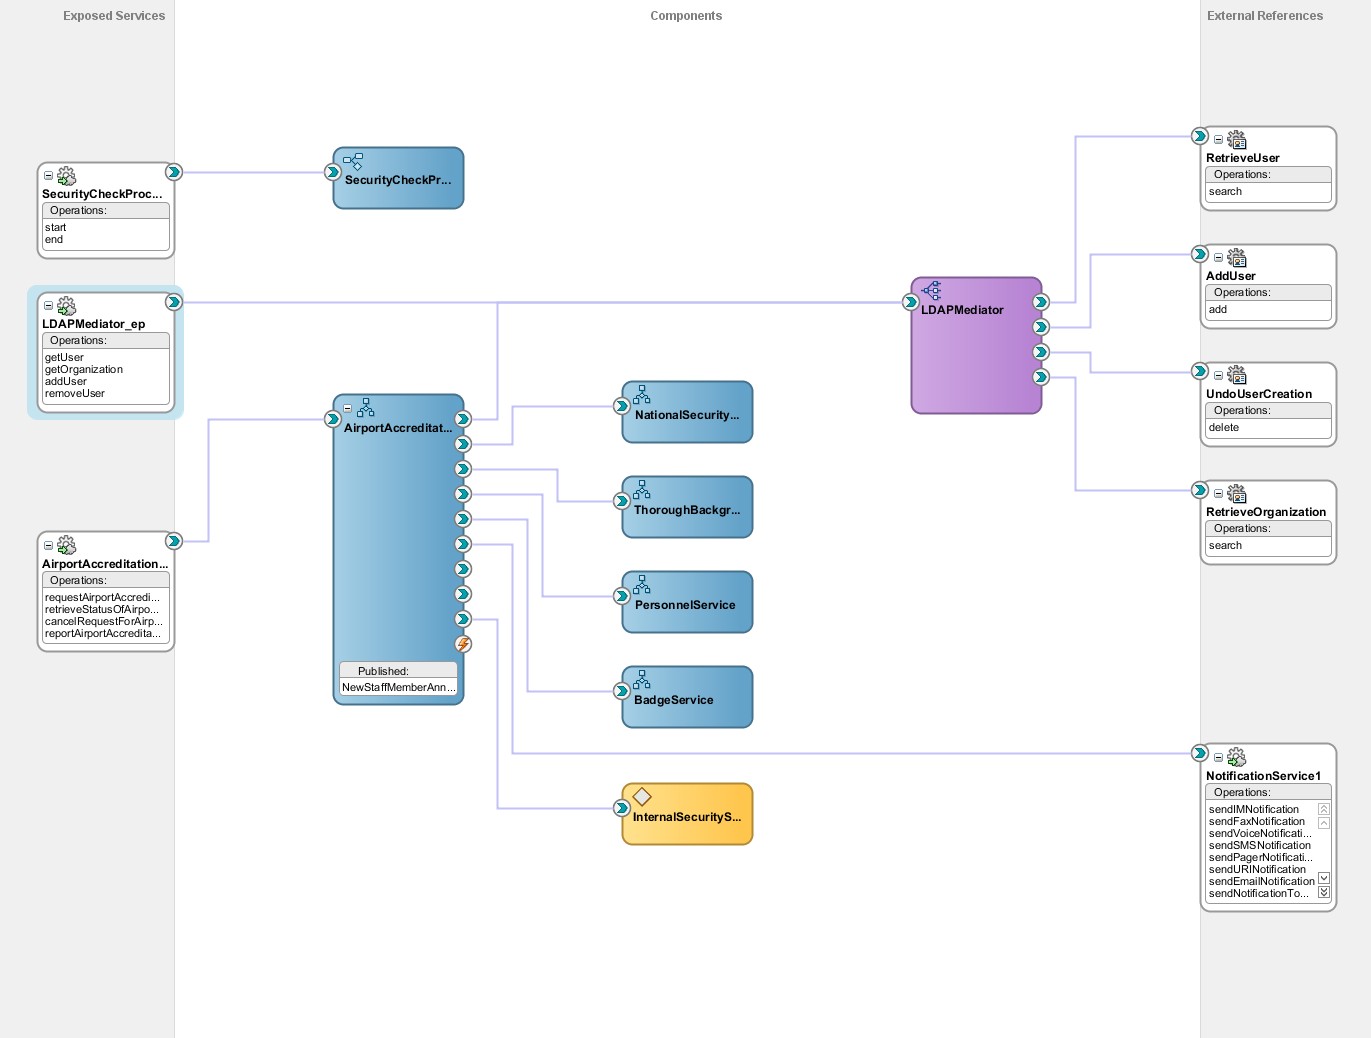 Exposed Services
Components
External References
SecurityCheckProc...
Operations:
start
end
SecurityCheckPr...
LDAPMediator_ep
Operations:
getUser
getOrganization
addUser
removeUser
AirportAccreditation...
Operations:
requestAirportAccredi...
retrieveStatusOfAirpo...
cancelRequestForAirp...
reportAirportAccredita...
AirportAccreditat...
Published:
NewStaffMemberAnn...
NationalSecurity...
ThoroughBackgr...
PersonnelService
BadgeService
InternalSecurityS...
LDAPMediator
RetrieveUser
Operations:
search
AddUser
Operations:
add
UndoUserCreation
Operations:
delete
RetrieveOrganization
Operations:
search
NotificationService1
Operations:
sendIMNotification
sendFaxNotification
sendVoiceNotificati...
sendSMSNotification
sendPagerNotificati...
sendURINotification
sendEmailNotification
sendNotificationTo...